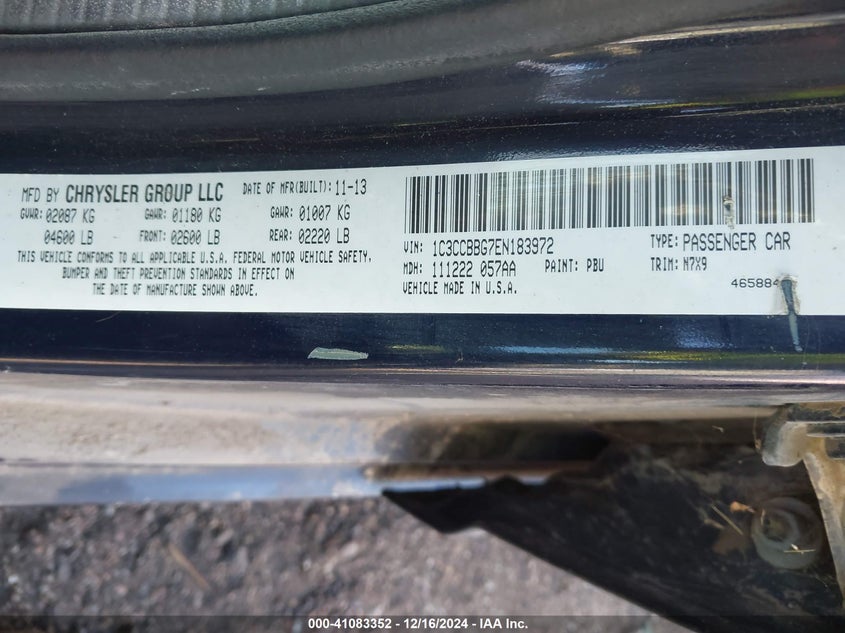 MFD BY CHRYSLER GROUP LLC DATE OF MFR(BUILT): 11-13
GVWR: 02087 KG GAWR: 01180 KG GAWR: 01007 KG
04600 LB FRONT: 02600 LB REAR: 02220 LB
THIS VEHICLE CONFORMS TO ALL APPLICABLE U.S.A. FEDERAL MOTOR VEHICLE SAFETY,
BUMPER AND THEFT PREVENTION STANDARDS IN EFFECT ON
THE DATE OF MANUFACTURE SHOWN ABOVE.
VIN: 1C3CCBBG7EN183972 TYPE: PASSENGER CAR
MDH: 111222 057AA PAINT: PBU TRIM: N7X9
VEHICLE MADE IN U.S.A.
000-41083352 | 12/16/2024 - IAA Inc.